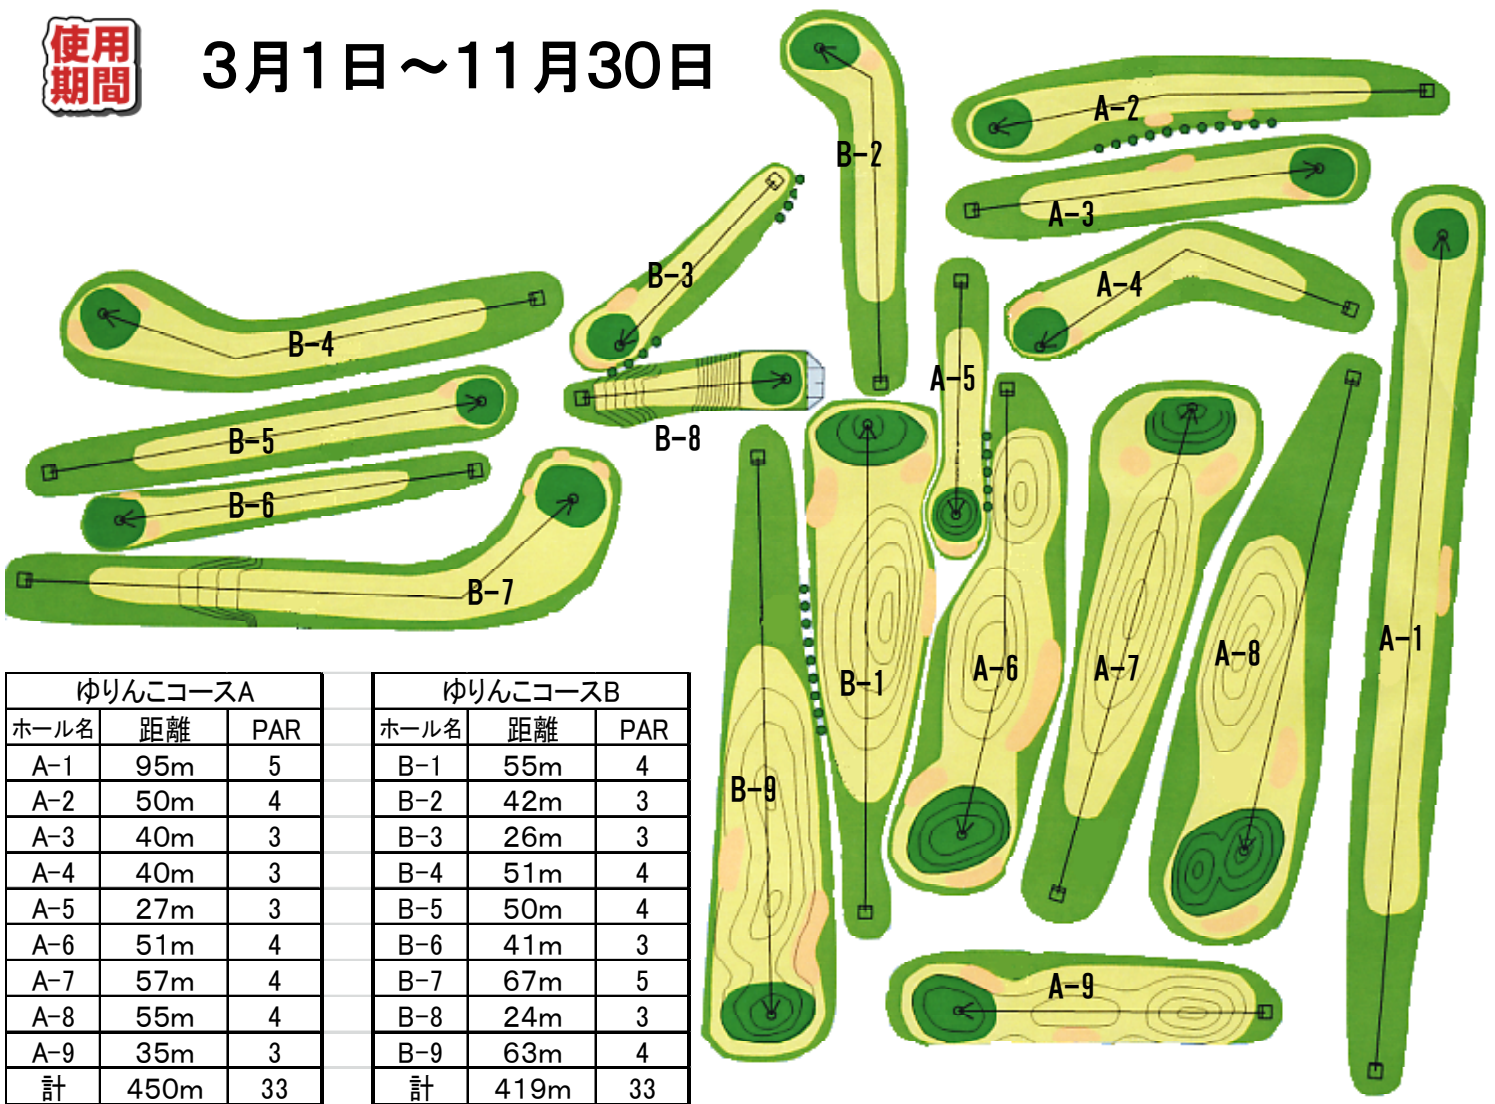 使用
期間
3月1日～11月30日
A-2
B-2
A-3
B-3
A-4
B-4
A-5
B-5
B-8
B-6
B-7
A-1
A-8
A-7
A-6
B-1
B-9
A-9
ゆりんこコースA
ホール名 距離 PAR
A-1 95m 5
A-2 50m 4
A-3 40m 3
A-4 40m 3
A-5 27m 3
A-6 51m 4
A-7 57m 4
A-8 55m 4
A-9 35m 3
計 450m 33
ゆりんこコースB
ホール名 距離 PAR
B-1 55m 4
B-2 42m 3
B-3 26m 3
B-4 51m 4
B-5 50m 4
B-6 41m 3
B-7 67m 5
B-8 24m 3
B-9 63m 4
計 419m 33